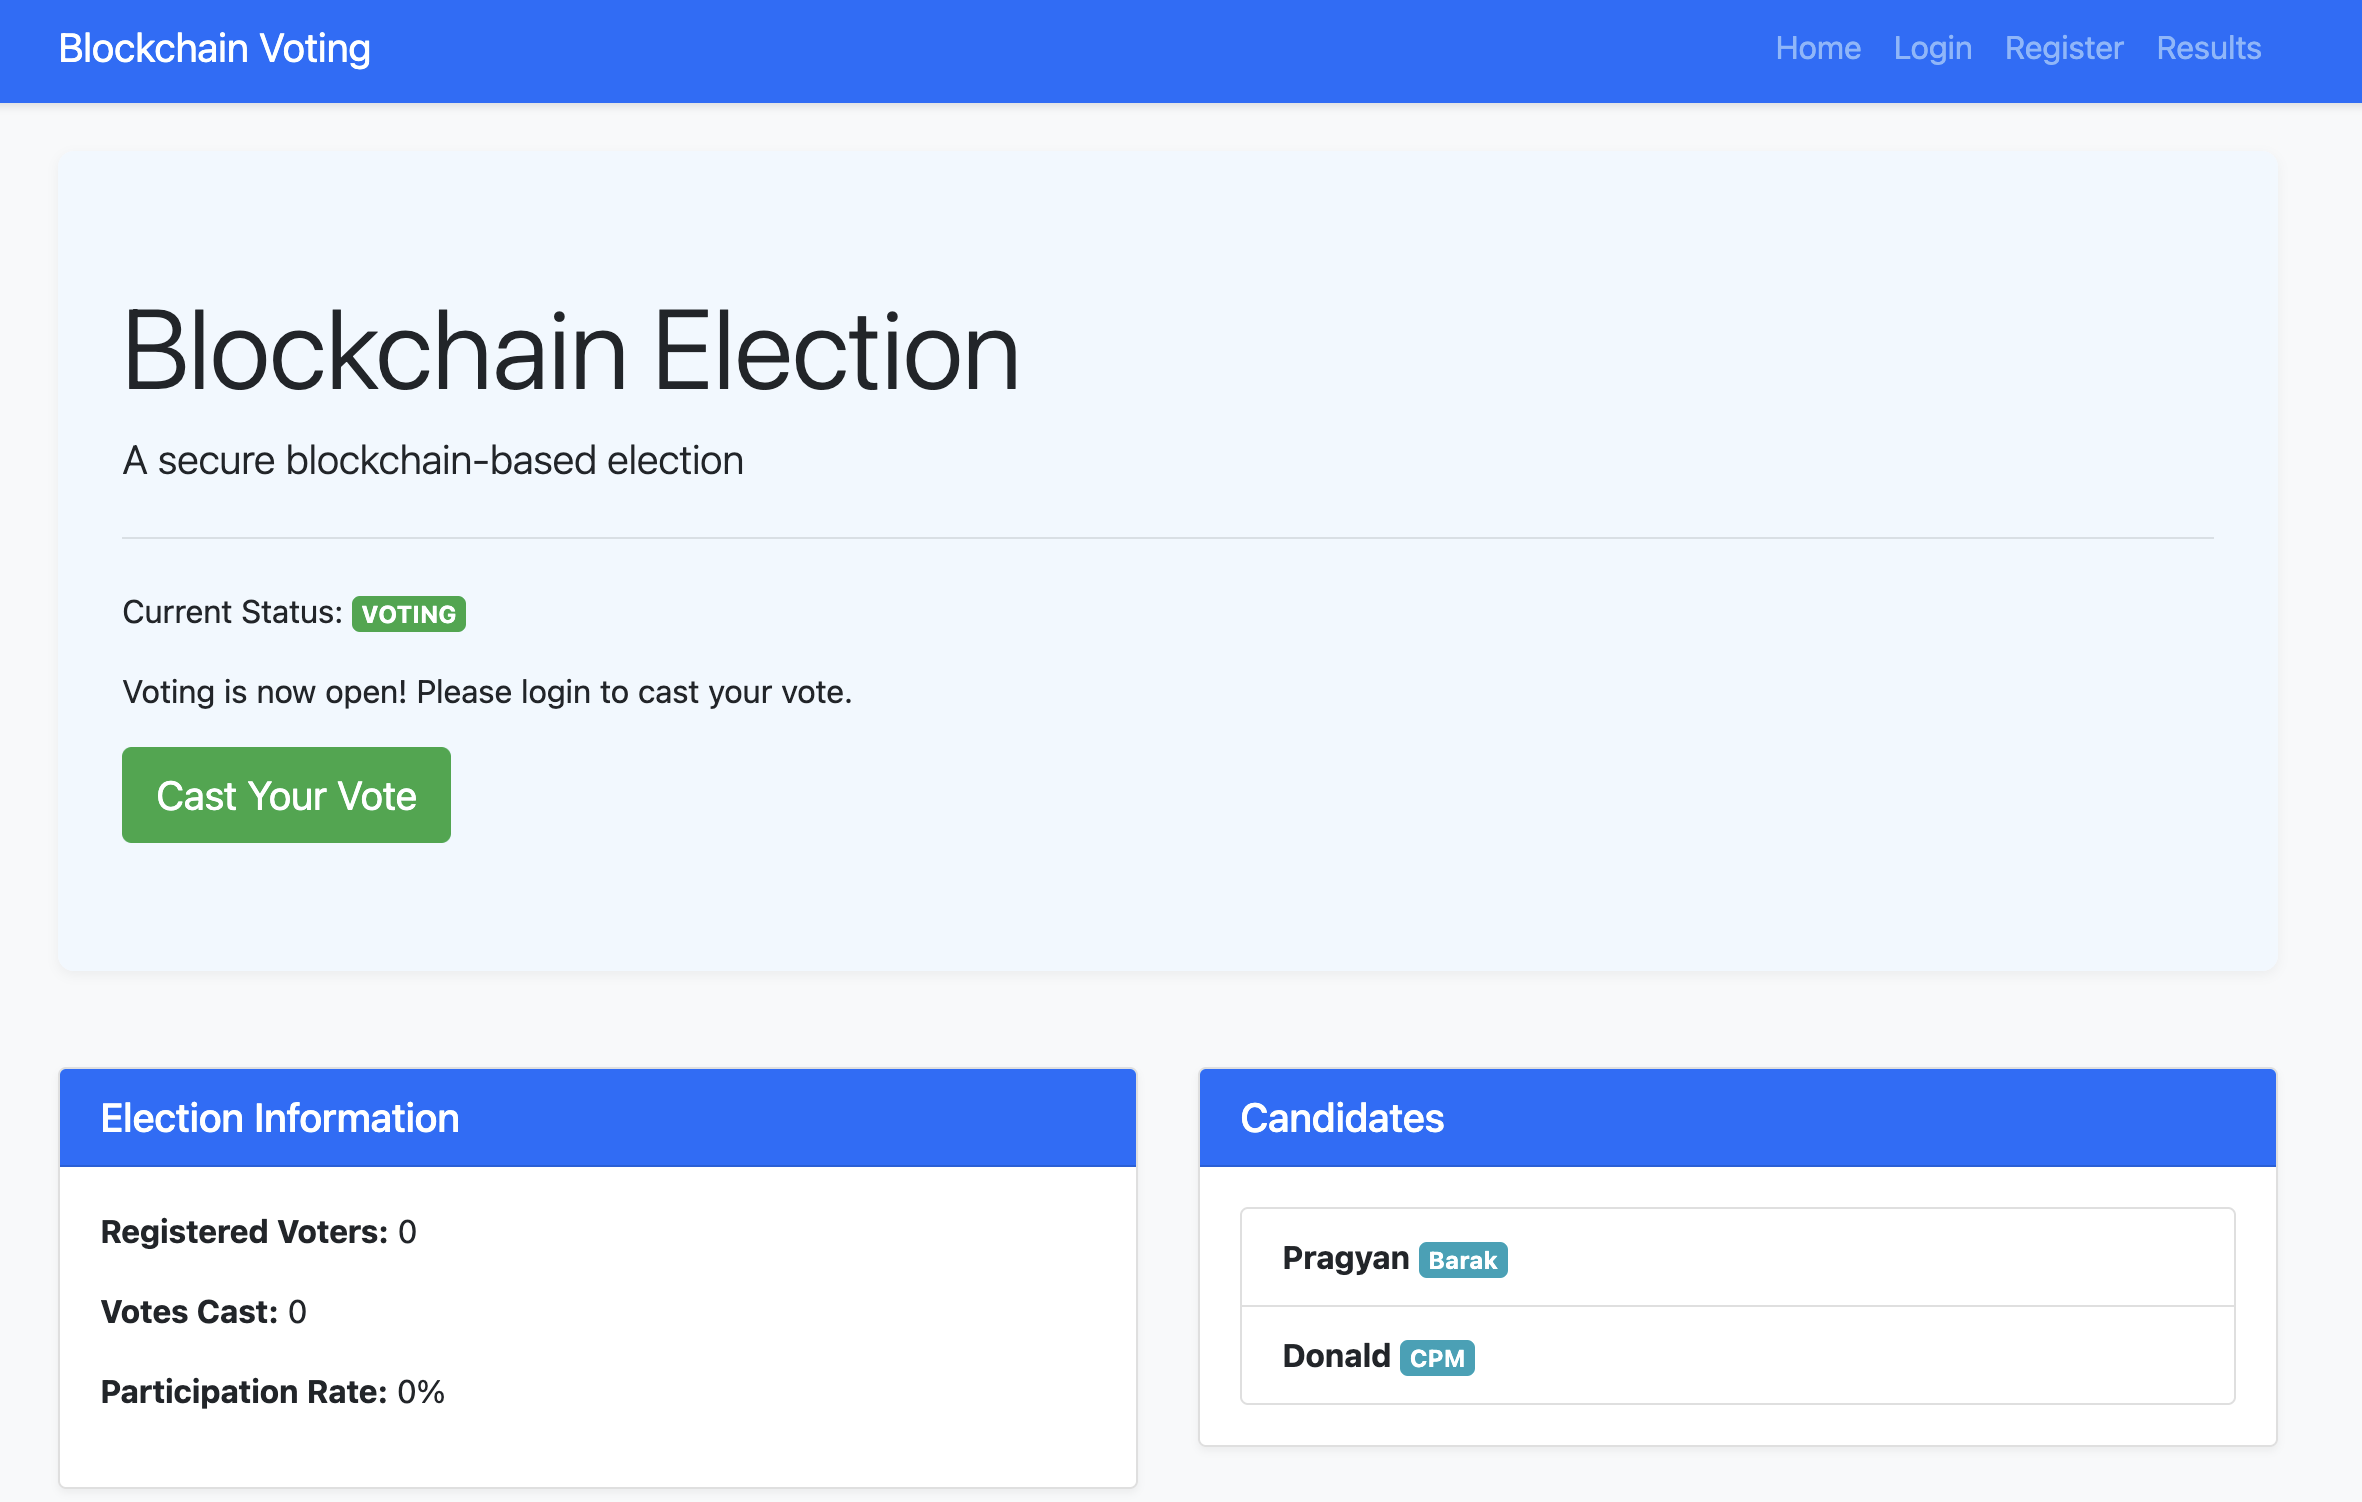 Blockchain Voting
Home Login Register Results
Blockchain Election
A secure blockchain-based election
Current Status: VOTING
Voting is now open! Please login to cast your vote.
Cast Your Vote
Election Information
Registered Voters: 0
Votes Cast: 0
Participation Rate: 0%
Candidates
Pragyan Barak
Donald CPM